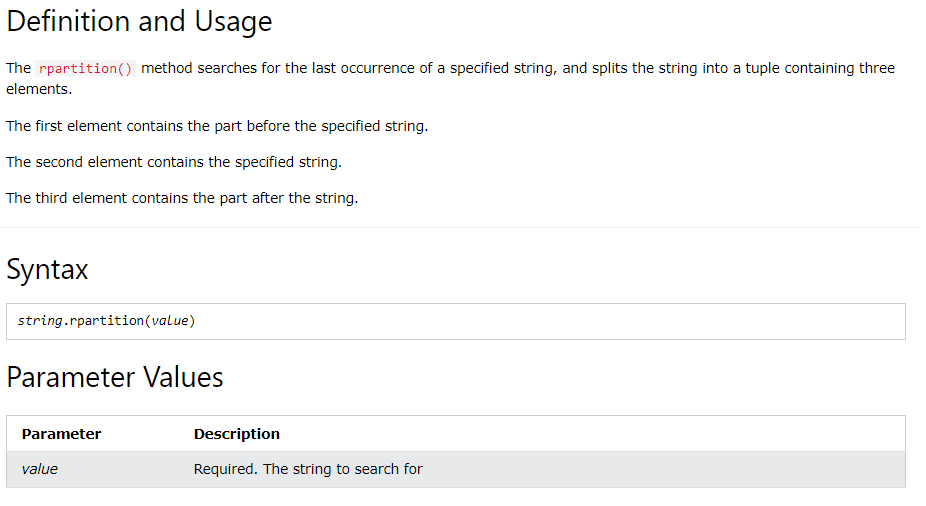 Definition and Usage
The rpartition() method searches for the last occurrence of a specified string, and splits the string into a tuple containing three
elements.
The first element contains the part before the specified string.
The second element contains the specified string.
The third element contains the part after the string.
Syntax
string.rpartition(value)
Parameter Values
Parameter Description
value Required. The string to search for